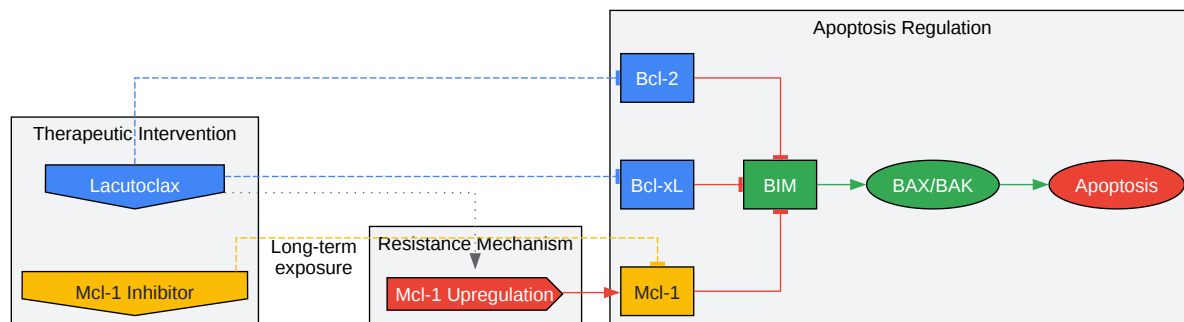 Apoptosis Regulation
Bcl-2
Therapeutic Intervention
Lacutoclax
Bcl-xL
BIM
BAX/BAK
Apoptosis
Long-term
exposure
Resistance Mechanism
Mcl-1 Inhibitor
Mcl-1 Upregulation
Mcl-1